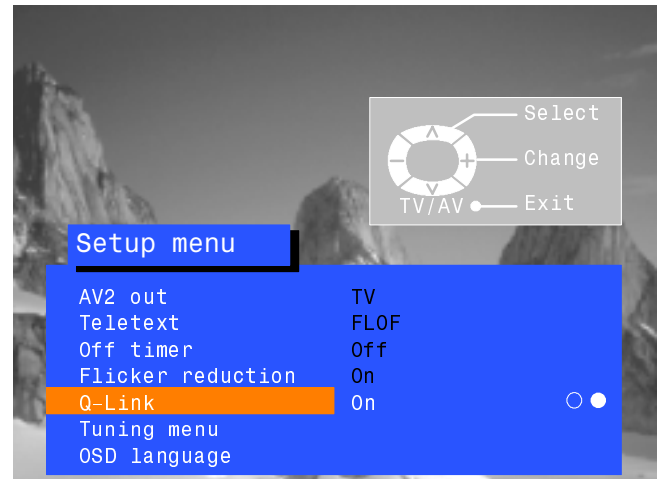 Select
Change
TV/AV Exit
Setup menu
AV2 out TV
Teletext FLOF
Off timer Off
Flicker reduction On
Q-Link On
Tuning menu
OSD language